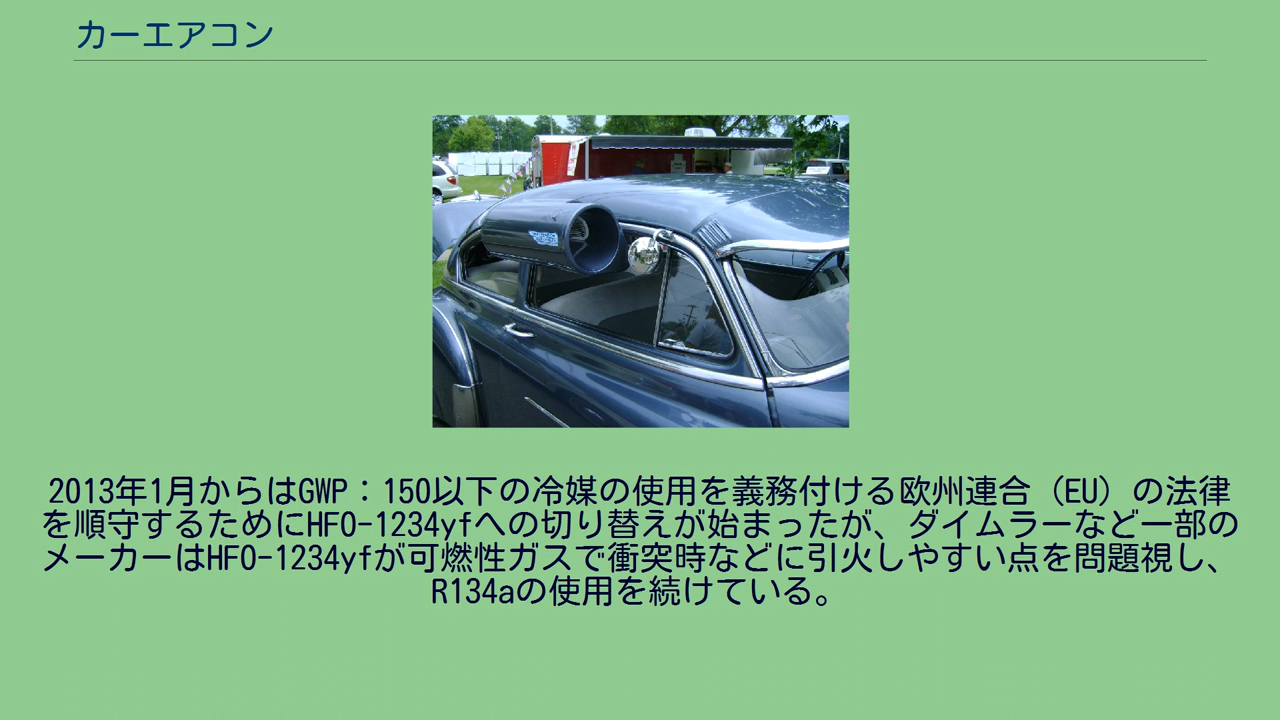 カーエアコン
2013年1月からはGWP：150以下の冷媒の使用を義務付ける欧州連合（EU）の法律
を順守するためにHFO-1234yfへの切り替えが始まったが、ダイムラーなど一部の
メーカーはHFO-1234yfが可燃性ガスで衝突時などに引火しやすい点を問題視し、
R134aの使用を続けている。